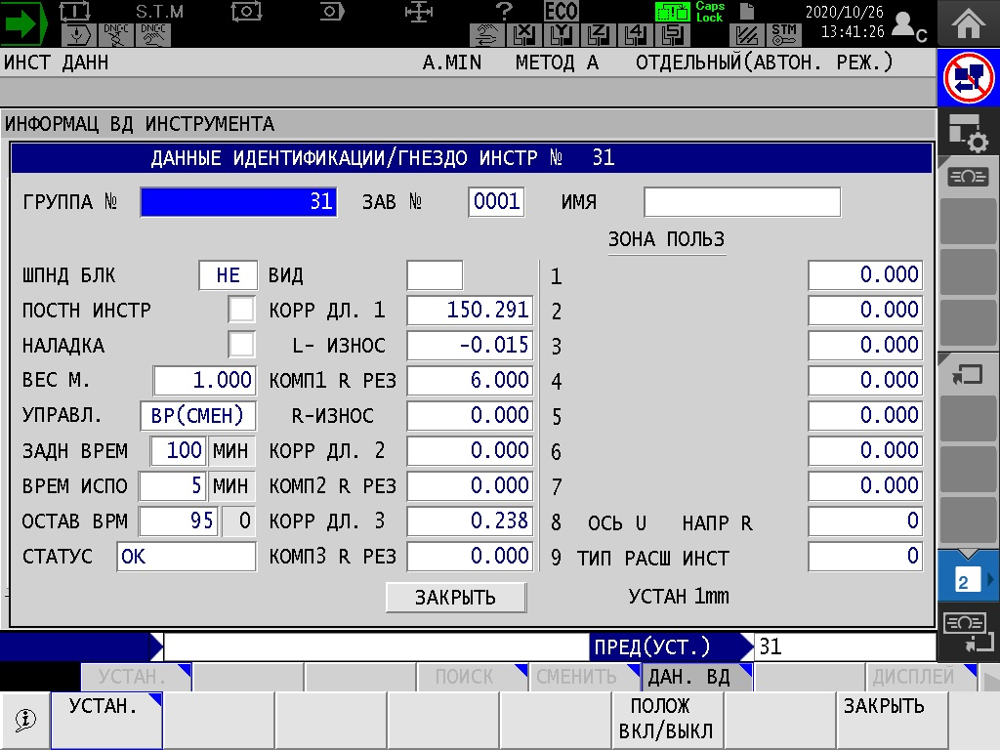 S.T.M ? ECO Caps Lock 2020/10/26
DNC-C DNC-C X Y Z 4 5 STM 13:41:26 C
ИНСТ ДАНН A.MIN МЕТОД A ОТДЕЛЬНЫЙ(АВТОН. РЕЖ.)
ИНФОРМАЦ ВД ИНСТРУМЕНТА
ДАННЫЕ ИДЕНТИФИКАЦИИ/ГНЕЗДО ИНСТР № 31
ГРУППА № 31 ЗАВ № 0001 ИМЯ
ЗОНА ПОЛЬЗ
ШПНД БЛК НЕ ВИД 1 0.000
ПОСТН ИНСТР КОРР ДЛ. 1 150.291 2 0.000
НАЛАДКА L- ИЗНОС -0.015 3 0.000
ВЕС М. 1.000 КОМП1 R РЕЗ 6.000 4 0.000
УПРАВЛ. ВР(СМЕН) R-ИЗНОС 0.000 5 0.000
ЗАДН ВРЕМ 100 МИН КОРР ДЛ. 2 0.000 6 0.000
ВРЕМ ИСПО 5 МИН КОМП2 R РЕЗ 0.000 7 0.000
ОСТАВ ВРМ 95 0 КОРР ДЛ. 3 0.238 8 ОСЬ U НАПР R 0
СТАТУС OK КОМП3 R РЕЗ 0.000 9 ТИП РАСШ ИНСТ 0
ЗАКРЫТЬ УСТАН 1mm
2
ПРЕД(УСТ.) 31
УСТАН. ПОИСК СМЕНИТЬ ДАН. ВД ДИСПЛЕЙ
УСТАН. ПОЛОЖ ВКЛ/ВЫКЛ ЗАКРЫТЬ